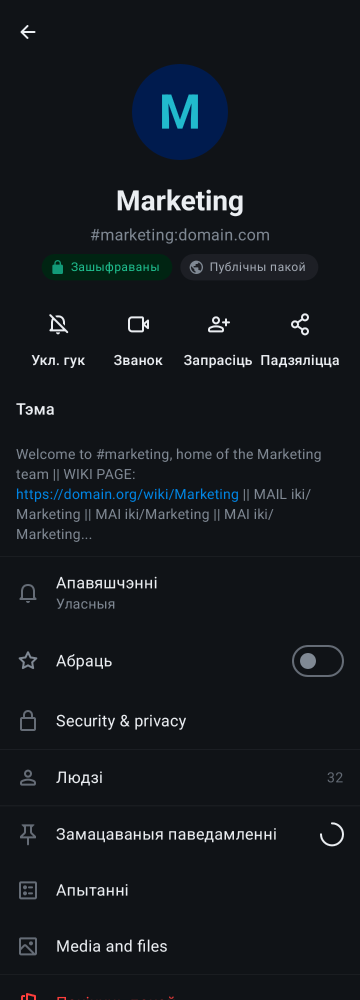 M
Marketing
#marketing:domain.com
Зашыфраваны Публічны пакой
Укл. гук Званок Запрасіць Падзяліцца
Тэма
Welcome to #marketing, home of the Marketing
team || WIKI PAGE:
https://domain.org/wiki/Marketing || MAIL iki/
Marketing || MAI iki/Marketing || MAI iki/
Marketing...
Апавяшчэнні
Уласныя
Абраць
Security & privacy
Людзі 32
Замацаваныя паведамленні
Апытанні
Media and files